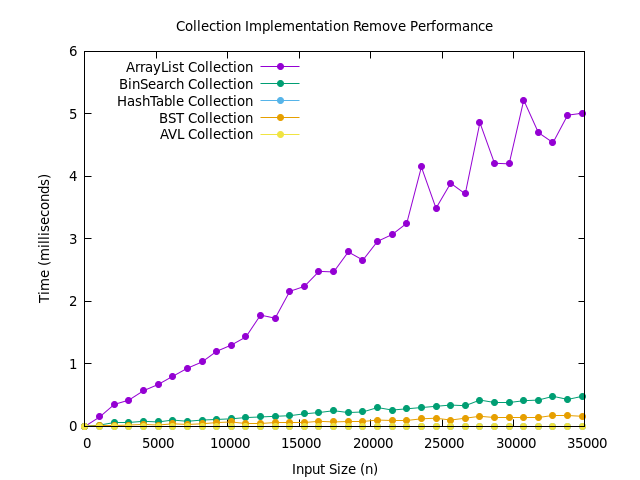 Collection Implementation Remove Performance
6
5
4
3
2
1
0
Time (milliseconds)
ArrayList Collection
BinSearch Collection
HashTable Collection
BST Collection
AVL Collection
0 5000 10000 15000 20000 25000 30000 35000
Input Size (n)